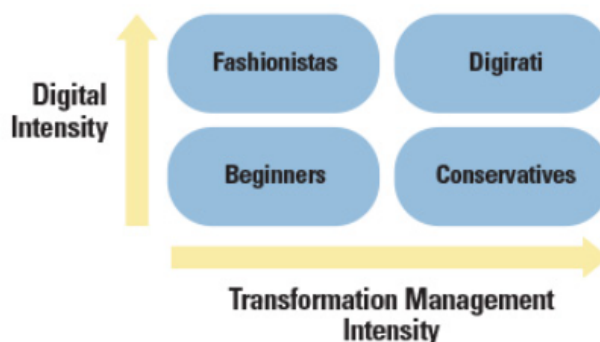 Fashionistas
Digirati
Digital
Intensity
Beginners
Conservatives
Transformation Management
Intensity